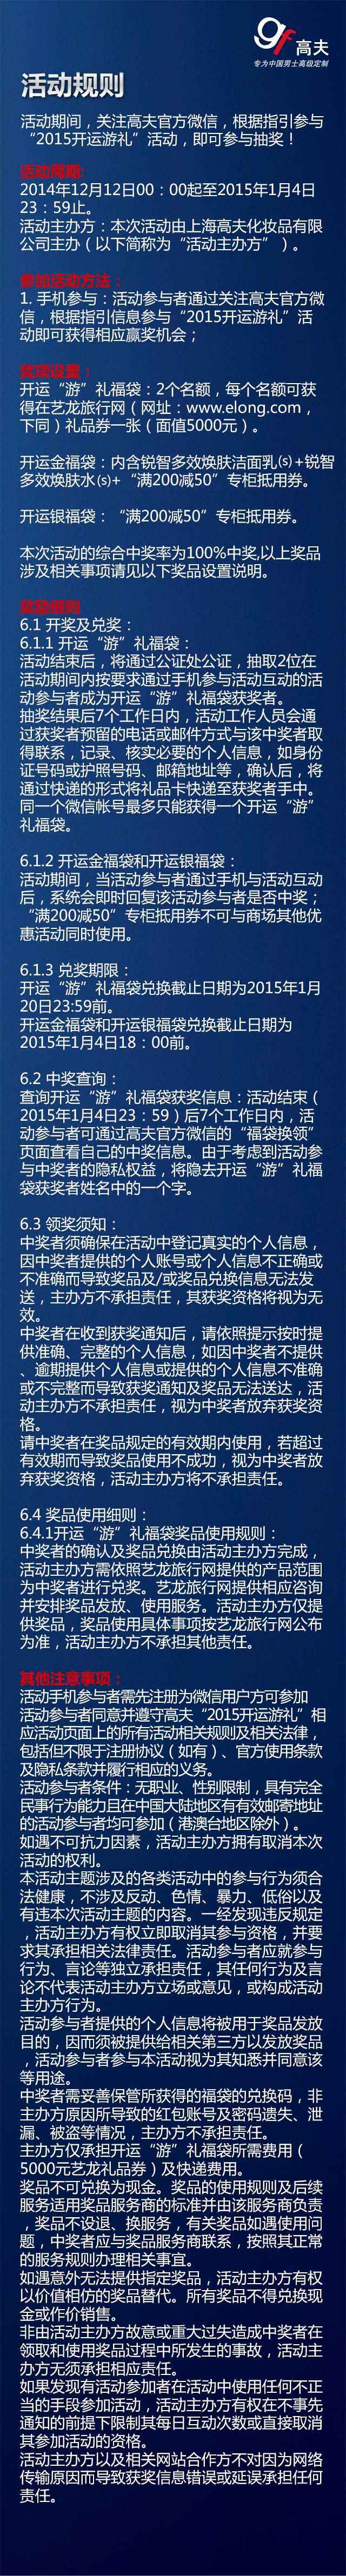 gf 高夫
专为中国男士高级定制
活动规则
活动期间，关注高夫官方微信，根据指引参与
“2015开运游礼”活动，即可参与抽奖！
活动周期:
2014年12月12日00：00起至2015年1月4日
23：59止。
活动主办方：本次活动由上海高夫化妆品有限
公司主办（以下简称为“活动主办方”）。
参加活动方法：
1. 手机参与：活动参与者通过关注高夫官方微
信，根据指引信息参与“2015开运游礼”活
动即可获得相应赢奖机会；
奖项设置：
开运“游”礼福袋：2个名额，每个名额可获
得在艺龙旅行网（网址：www.elong.com，
下同）礼品券一张（面值5000元）。
开运金福袋：内含锐智多效焕肤洁面乳(s)+锐智
多效焕肤水(s)+“满200减50”专柜抵用券。
开运银福袋：“满200减50”专柜抵用券。
本次活动的综合中奖率为100%中奖,以上奖品
涉及相关事项请见以下奖品设置说明。
奖励细则
6.1 开奖及兑奖：
6.1.1 开运“游”礼福袋：
活动结束后，将通过公证处公证，抽取2位在
活动期间内按要求通过手机参与活动互动的活
动参与者成为开运“游”礼福袋获奖者。
抽奖结果后7个工作日内，活动工作人员会通
过获奖者预留的电话或邮件方式与该中奖者取
得联系，记录、核实必要的个人信息，如身份
证号码或护照号码、邮箱地址等，确认后，将
通过快递的形式将礼品卡快递至获奖者手中。
同一个微信帐号最多只能获得一个开运“游”
礼福袋。
6.1.2 开运金福袋和开运银福袋：
活动期间，当活动参与者通过手机与活动互动
后，系统会即时回复该活动参与者是否中奖；
“满200减50”专柜抵用券不可与商场其他优
惠活动同时使用。
6.1.3 兑奖期限：
开运“游”礼福袋兑换截止日期为2015年1月
20日23:59前。
开运金福袋和开运银福袋兑换截止日期为
2015年1月4日18：00前。
6.2 中奖查询：
查询开运“游”礼福袋获奖信息：活动结束（
2015年1月4日23：59）后7个工作日内，活
动参与者可通过高夫官方微信的“福袋换领”
页面查看自己的中奖信息。由于考虑到活动参
与中奖者的隐私权益，将隐去开运“游”礼福
袋获奖者姓名中的一个字。
6.3 领奖须知：
中奖者须确保在活动中登记真实的个人信息，
因中奖者提供的个人账号或个人信息不正确或
不准确而导致奖品及/或奖品兑换信息无法发
送，主办方不承担责任，其获奖资格将视为无
效。
中奖者在收到获奖通知后，请依照提示按时提
供准确、完整的个人信息，如因中奖者不提供
、逾期提供个人信息或提供的个人信息不准确
或不完整而导致获奖通知及奖品无法送达，活
动主办方不承担责任，视为中奖者放弃获奖资
格。
请中奖者在奖品规定的有效期内使用，若超过
有效期而导致奖品使用不成功，视为中奖者放
弃获奖资格，活动主办方将不承担责任。
6.4 奖品使用细则：
6.4.1开运“游”礼福袋奖品使用规则：
中奖者的确认及奖品兑换由活动主办方完成，
活动主办方需依照艺龙旅行网提供的产品范围
为中奖者进行兑奖。艺龙旅行网提供相应咨询
并安排奖品发放、使用服务。活动主办方仅提
供奖品，奖品使用具体事项按艺龙旅行网公布
为准，活动主办方不承担其他责任。
其他注意事项：
活动手机参与者需先注册为微信用户方可参加
活动参与者同意并遵守高夫“2015开运游礼”相
应活动页面上的所有活动相关规则及相关法律，
包括但不限于注册协议（如有）、官方使用条款
及隐私条款并履行相应的义务。
活动参与者条件：无职业、性别限制，具有完全
民事行为能力且在中国大陆地区有有效邮寄地址
的活动参与者均可参加（港澳台地区除外）。
如遇不可抗力因素，活动主办方拥有取消本次
活动的权利。
本活动主题涉及的各类活动中的参与行为须合
法健康，不涉及反动、色情、暴力、低俗以及
有违本次活动主题的内容。一经发现违反规定
，活动主办方有权立即取消其参与资格，并要
求其承担相关法律责任。活动参与者应就参与
行为、言论等独立承担责任，其任何行为及言
论不代表活动主办方立场或意见，或构成活动
主办方行为。
活动参与者提供的个人信息将被用于奖品发放
目的，因而须被提供给相关第三方以发放奖品
，活动参与者参与本活动视为其知悉并同意该
等用途。
中奖者需妥善保管所获得的福袋的兑换码，非
主办方原因所导致的红包账号及密码遗失、泄
漏、被盗等情况，主办方不承担责任。
主办方仅承担开运“游”礼福袋所需费用（
5000元艺龙礼品券）及快递费用。
奖品不可兑换为现金。奖品的使用规则及后续
服务适用奖品服务商的标准并由该服务商负责
，奖品不设退、换服务，有关奖品如遇使用问
题，中奖者应与奖品服务商联系，按照其正常
的服务规则办理相关事宜。
如遇意外无法提供指定奖品，活动主办方有权
以价值相仿的奖品替代。所有奖品不得兑换现
金或作价销售。
非由活动主办方故意或重大过失造成中奖者在
领取和使用奖品过程中所发生的事故，活动主
办方无须承担相应责任。
如果发现有活动参加者在活动中使用任何不正
当的手段参加活动，活动主办方有权在不事先
通知的前提下限制其每日互动次数或直接取消
其参加活动的资格。
活动主办方以及相关网站合作方不对因为网络
传输原因而导致获奖信息错误或延误承担任何
责任。